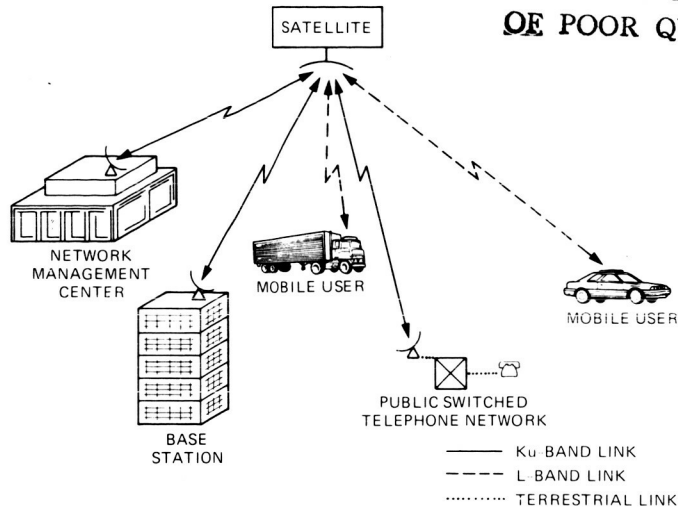 OF POOR Q
SATELLITE
NETWORK
MANAGEMENT
CENTER
MOBILE USER
MOBILE USER
PUBLIC SWITCHED
TELEPHONE NETWORK
BASE
STATION
Ku-BAND LINK
L-BAND LINK
TERRESTRIAL LINK